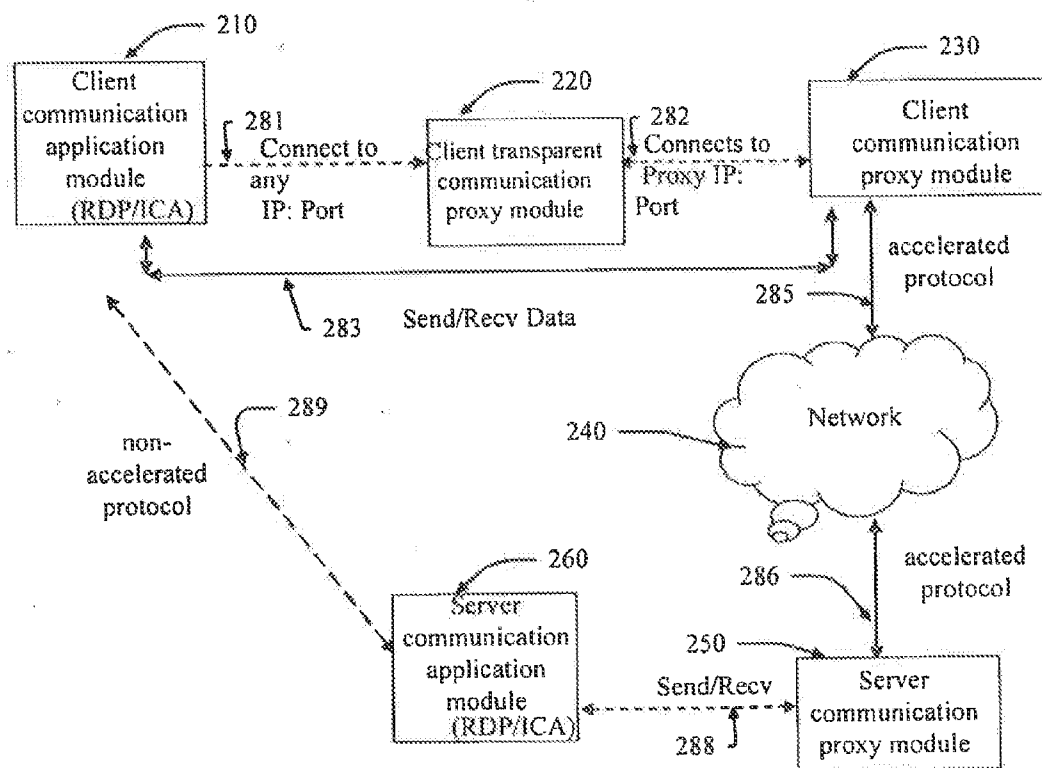 210
Client
communication
application
module
(RDP/ICA)
281
Connect to
any
IP: Port
220
Client transparent
communication
proxy module
282
Connects to
Proxy IP:
Port
230
Client
communication
proxy module
283
Send/Recv Data
accelerated
protocol
285
289
non-
accelerated
protocol
240
Network
260
Server
communication
application
module
(RDP/ICA)
286
accelerated
protocol
250
Send/Recv
288
Server
communication
proxy module